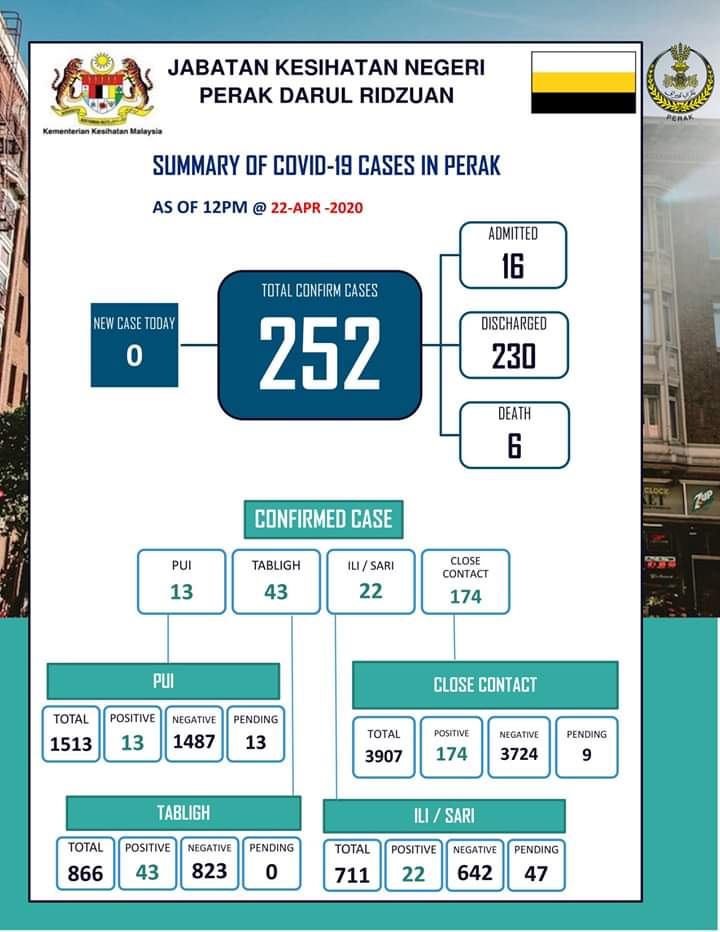 JABATAN KESIHATAN NEGERI
PERAK DARUL RIDZUAN
Kementerian Kesihatan Malaysia
PERAK
SUMMARY OF COVID-19 CASES IN PERAK
AS OF 12PM @ 22-APR -2020
NEW CASE TODAY
0
TOTAL CONFIRM CASES
252
ADMITTED
16
DISCHARGED
230
DEATH
6
CONFIRMED CASE
PUI
13
TABLIGH
43
ILI / SARI
22
CLOSE
CONTACT
174
PUI
TOTAL
1513
POSITIVE
13
NEGATIVE
1487
PENDING
13
CLOSE CONTACT
TOTAL
3907
POSITIVE
174
NEGATIVE
3724
PENDING
9
TABLIGH
TOTAL
866
POSITIVE
43
NEGATIVE
823
PENDING
0
ILI / SARI
TOTAL
711
POSITIVE
22
NEGATIVE
642
PENDING
47
7UP